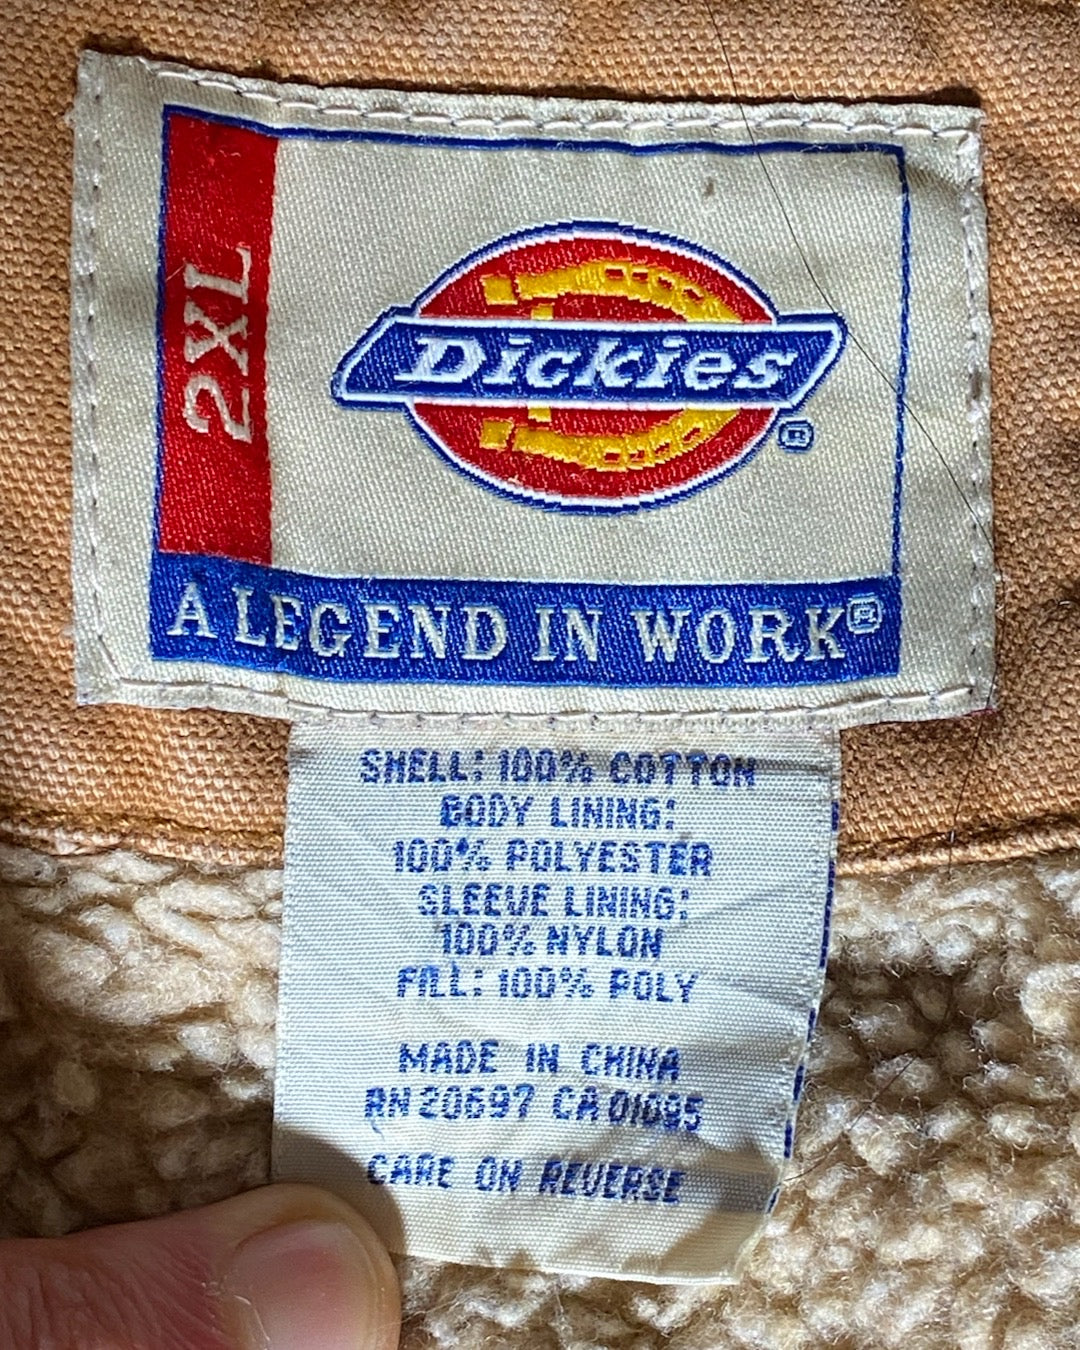 2XL
Dickies®
A LEGEND IN WORK®
SHELL: 100% COTTON
BODY LINING:
100% POLYESTER
SLEEVE LINING:
100% NYLON
FILL: 100% POLY
MADE IN CHINA
RN 20697 CA 01085
CARE ON REVERSE